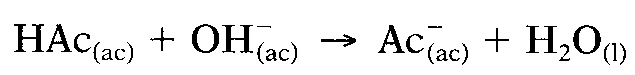 HAc(ac) + OH⁻(ac) → Ac⁻(ac) + H₂O(l)